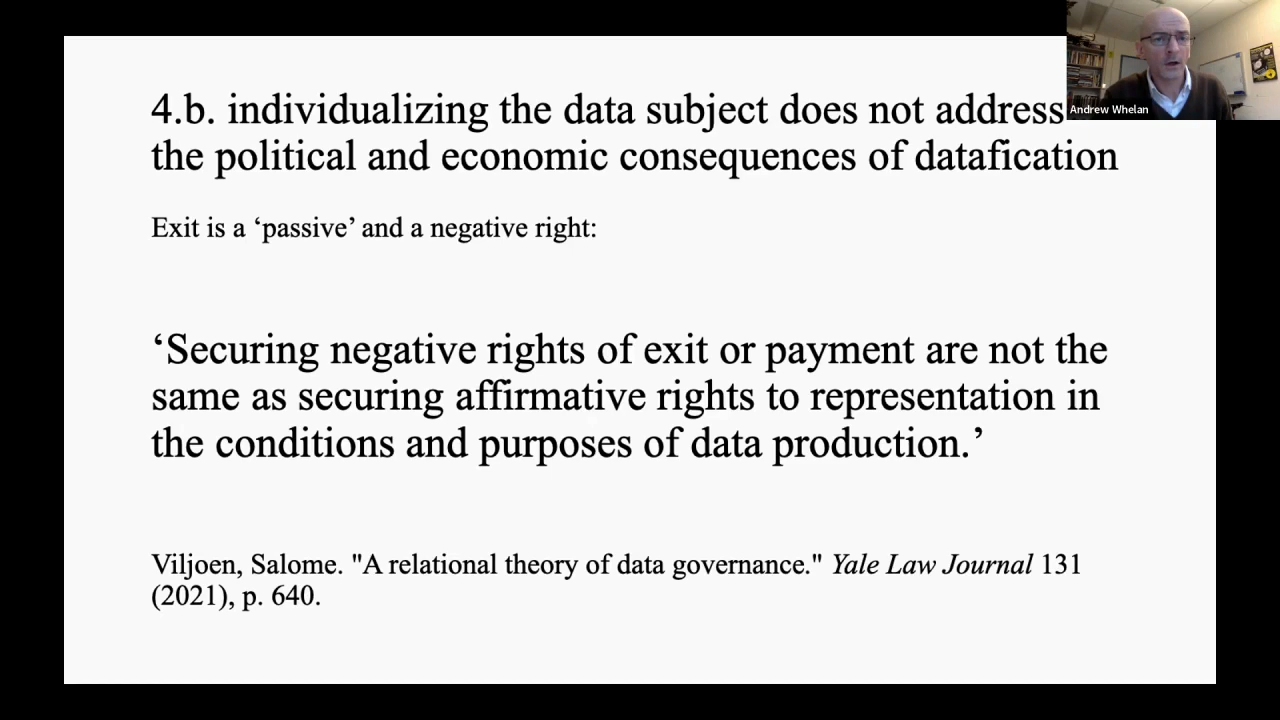 4.b. individualizing the data subject does not address
the political and economic consequences of datafication
Exit is a ‘passive’ and a negative right:
‘Securing negative rights of exit or payment are not the
same as securing affirmative rights to representation in
the conditions and purposes of data production.’
Viljoen, Salome. "A relational theory of data governance." Yale Law Journal 131
(2021), p. 640.
Andrew Whelan